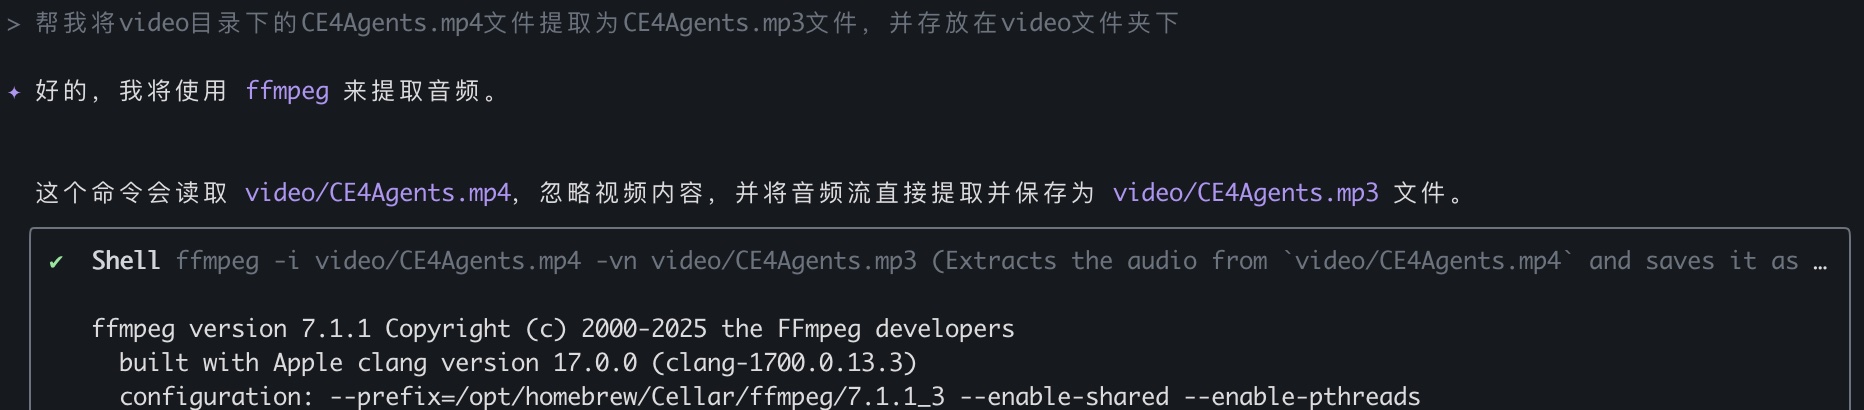 > 帮我将video目录下的CE4Agents.mp4文件提取为CE4Agents.mp3文件，并存放在video文件夹下
✦ 好的，我将使用 ffmpeg 来提取音频。
这个命令会读取 video/CE4Agents.mp4，忽略视频内容，并将音频流直接提取并保存为 video/CE4Agents.mp3 文件。
✔ Shell ffmpeg -i video/CE4Agents.mp4 -vn video/CE4Agents.mp3 (Extracts the audio from `video/CE4Agents.mp4` and saves it as …
ffmpeg version 7.1.1 Copyright (c) 2000-2025 the FFmpeg developers
built with Apple clang version 17.0.0 (clang-1700.0.13.3)
configuration: --prefix=/opt/homebrew/Cellar/ffmpeg/7.1.1_3 --enable-shared --enable-pthreads